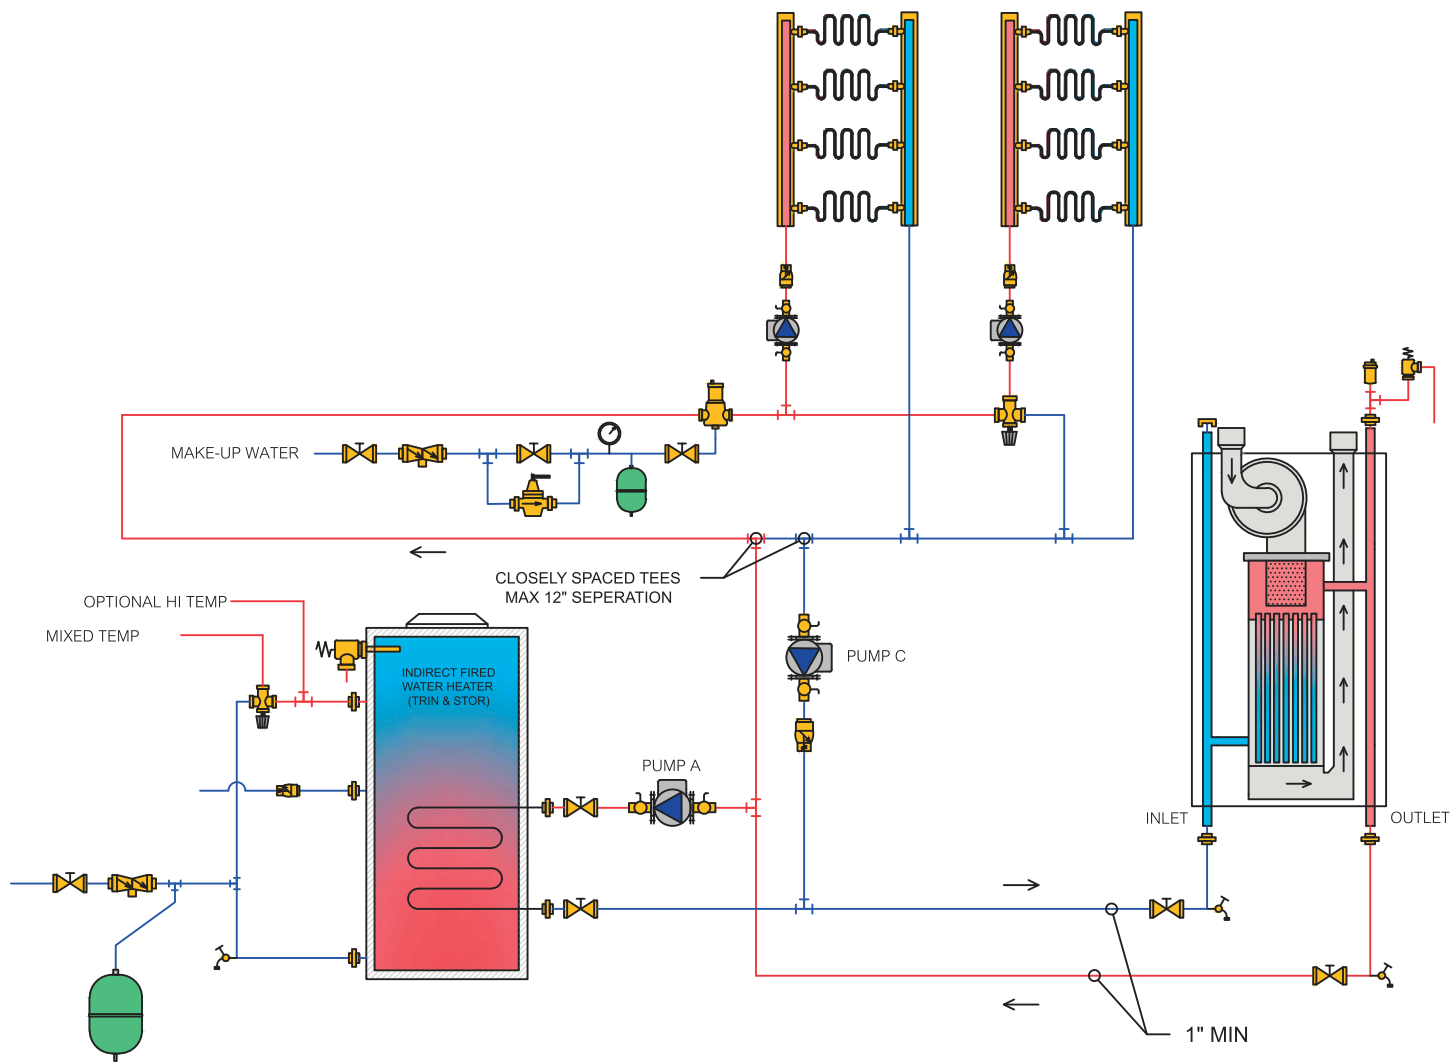 MAKE-UP WATER
CLOSELY SPACED TEES
MAX 12" SEPERATION
OPTIONAL HI TEMP
MIXED TEMP
INDIRECT FIRED
WATER HEATER
(TRIN & STOR)
PUMP C
PUMP A
INLET
OUTLET
1" MIN